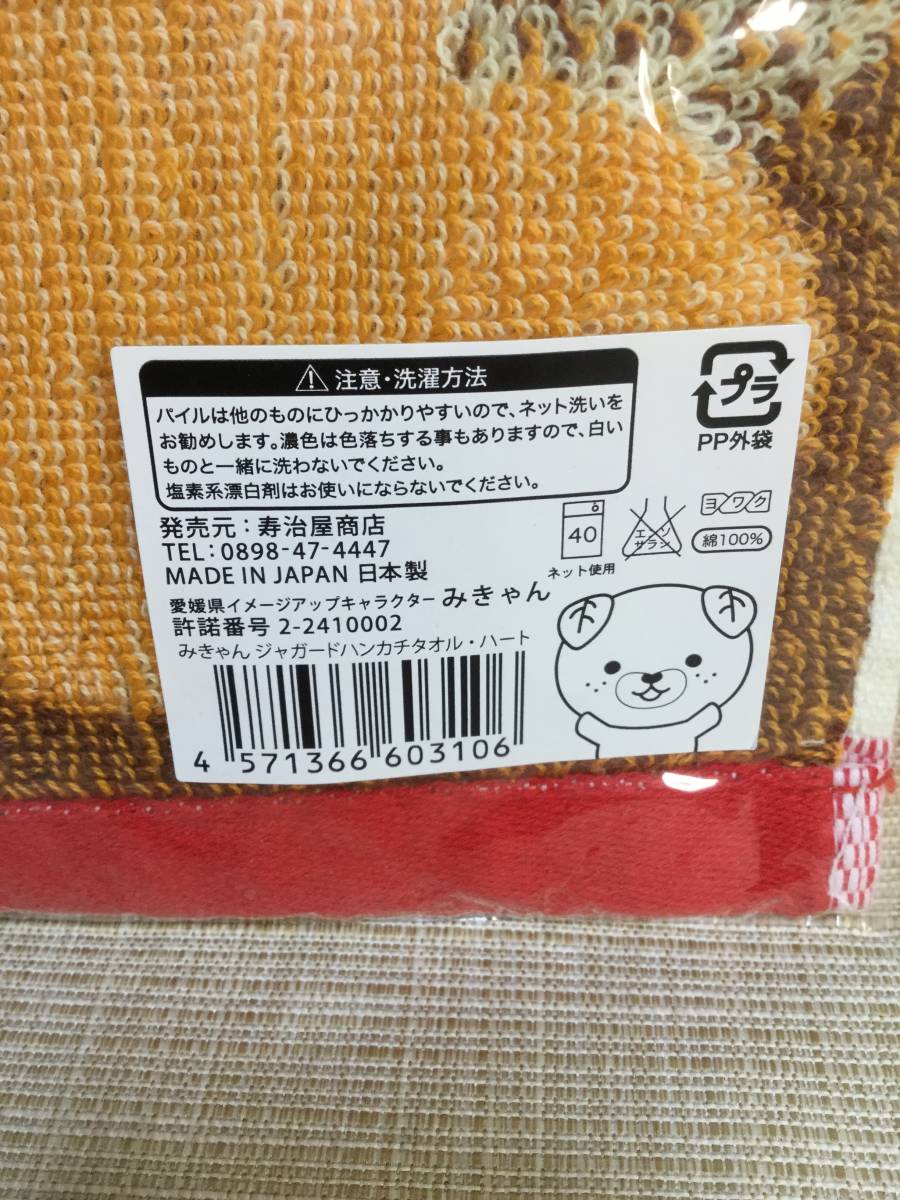 注意・洗濯方法
パイルは他のものにひっかかりやすいので、ネット洗いを
お勧めします。濃色は色落ちする事もありますので、白い
ものと一緒に洗わないでください。
塩素系漂白剤はお使いにならないでください。
プラ
PP外袋
発売元：寿治屋商店
TEL：0898-47-4447
MADE IN JAPAN 日本製
40
ネット使用
エンソ
サラシ
ヨワク
綿100%
愛媛県イメージアップキャラクター みきゃん
許諾番号 2-2410002
みきゃん ジャガードハンカチタオル・ハート
4 571366 603106